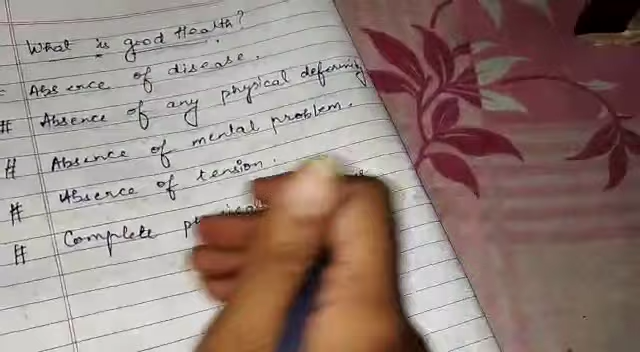 What is good Health?
= Absence of disease.
# Absence of any physical deformity
# Absence of mental problem.
# Absence of tension.
# Complete